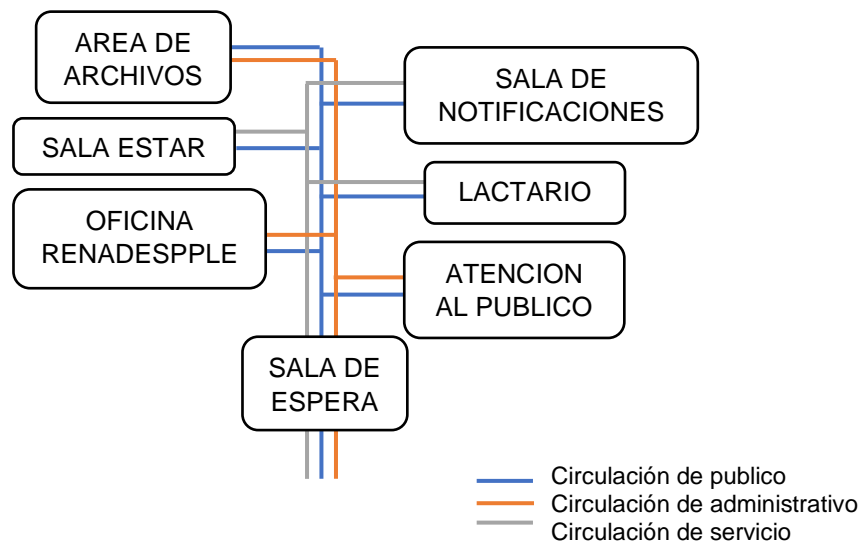 AREA DE
ARCHIVOS
SALA DE
NOTIFICACIONES
SALA ESTAR
LACTARIO
OFICINA
RENADESPPLE
ATENCION
AL PUBLICO
SALA DE
ESPERA
Circulación de publico
Circulación de administrativo
Circulación de servicio